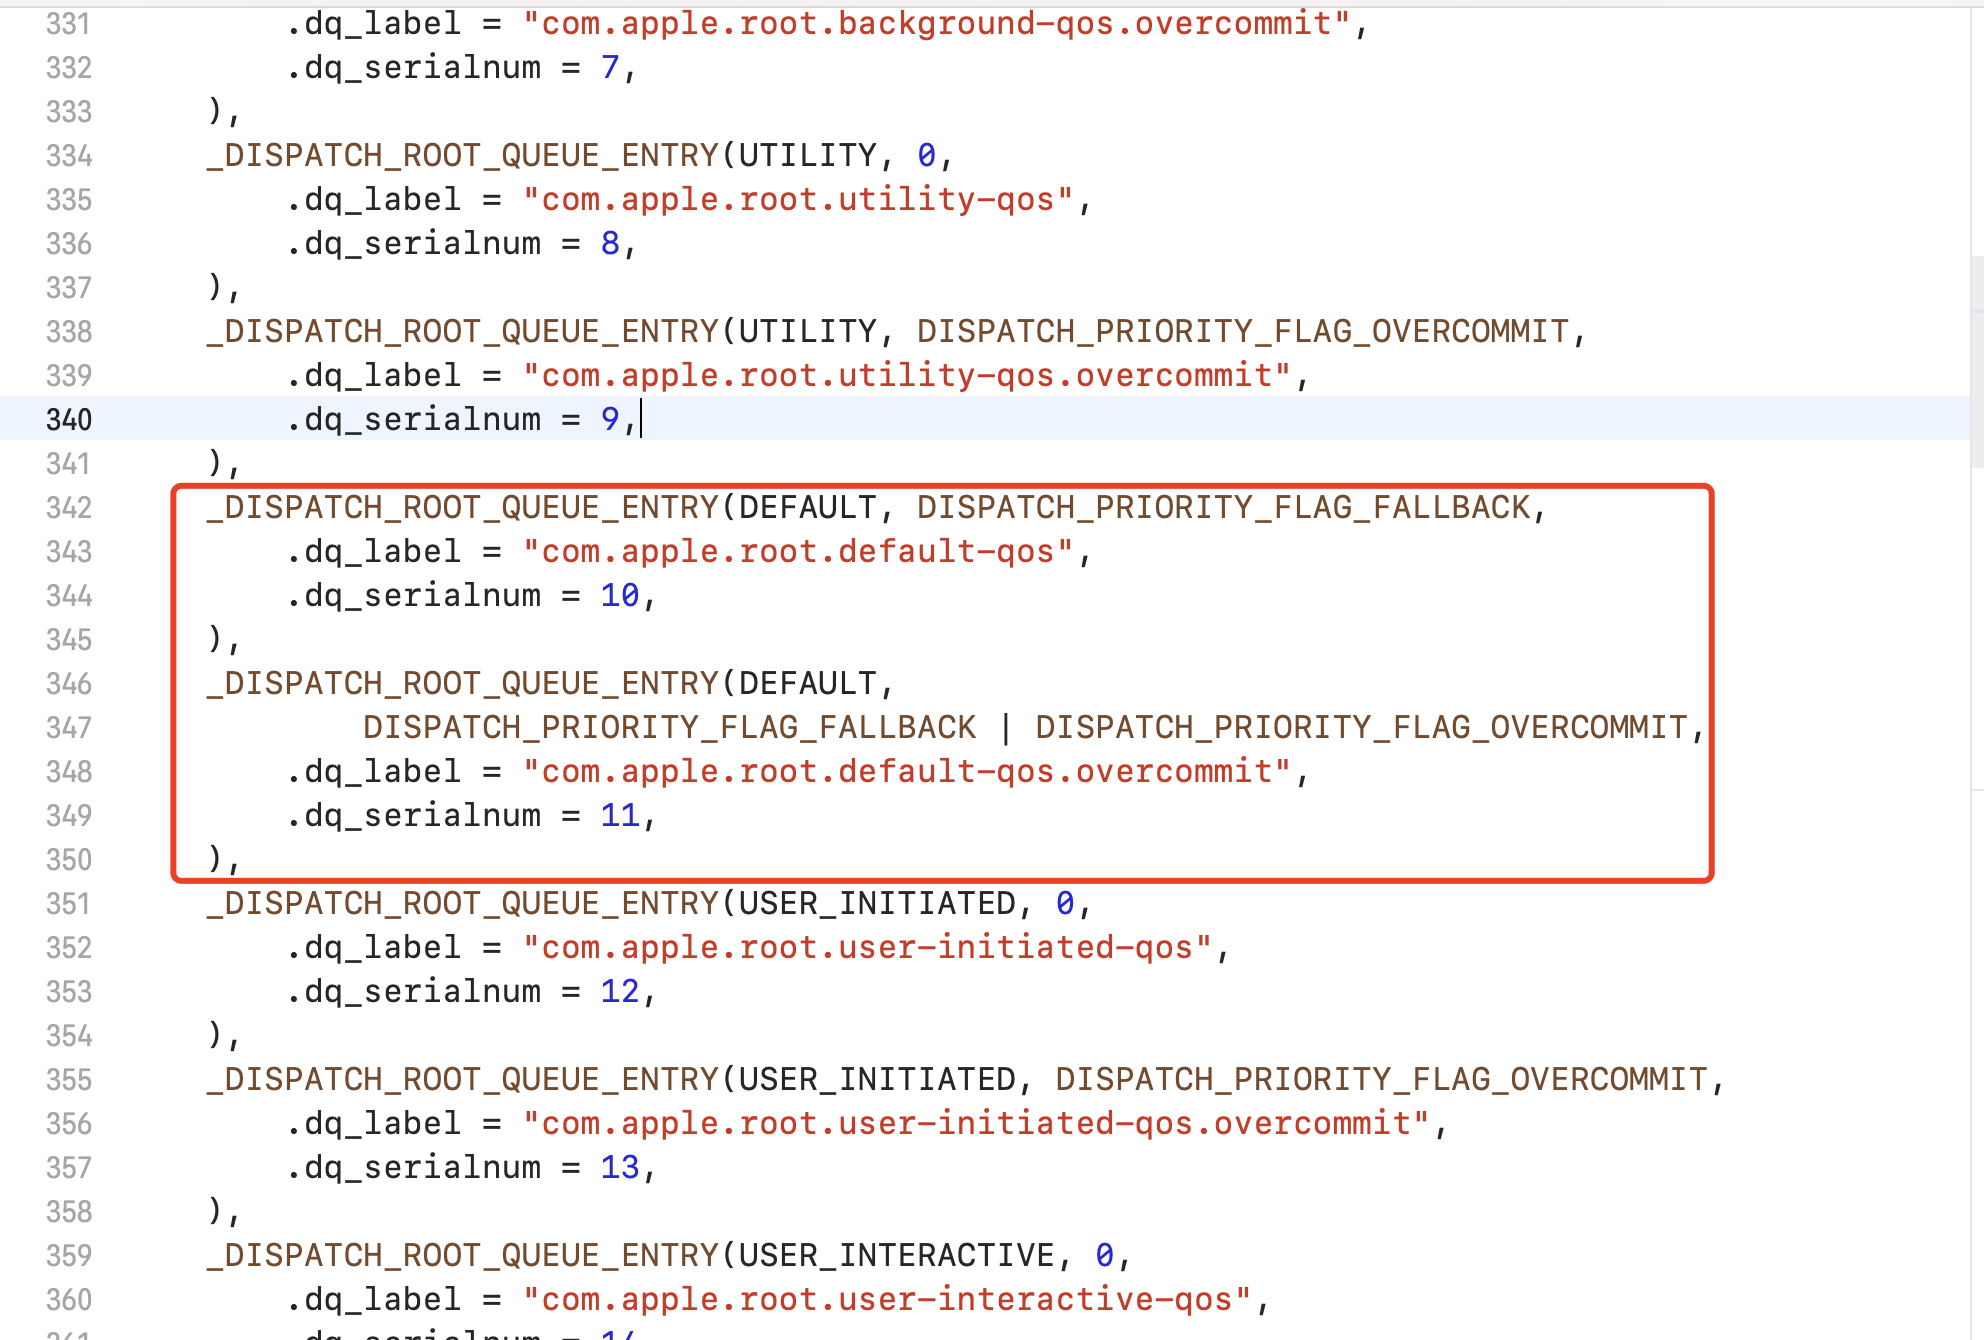 331 .dq_label = "com.apple.root.background-qos.overcommit",
332 .dq_serialnum = 7,
333 ),
334 _DISPATCH_ROOT_QUEUE_ENTRY(UTILITY, 0,
335 .dq_label = "com.apple.root.utility-qos",
336 .dq_serialnum = 8,
337 ),
338 _DISPATCH_ROOT_QUEUE_ENTRY(UTILITY, DISPATCH_PRIORITY_FLAG_OVERCOMMIT,
339 .dq_label = "com.apple.root.utility-qos.overcommit",
340 .dq_serialnum = 9,
341 ),
342 _DISPATCH_ROOT_QUEUE_ENTRY(DEFAULT, DISPATCH_PRIORITY_FLAG_FALLBACK,
343 .dq_label = "com.apple.root.default-qos",
344 .dq_serialnum = 10,
345 ),
346 _DISPATCH_ROOT_QUEUE_ENTRY(DEFAULT,
347 DISPATCH_PRIORITY_FLAG_FALLBACK | DISPATCH_PRIORITY_FLAG_OVERCOMMIT,
348 .dq_label = "com.apple.root.default-qos.overcommit",
349 .dq_serialnum = 11,
350 ),
351 _DISPATCH_ROOT_QUEUE_ENTRY(USER_INITIATED, 0,
352 .dq_label = "com.apple.root.user-initiated-qos",
353 .dq_serialnum = 12,
354 ),
355 _DISPATCH_ROOT_QUEUE_ENTRY(USER_INITIATED, DISPATCH_PRIORITY_FLAG_OVERCOMMIT,
356 .dq_label = "com.apple.root.user-initiated-qos.overcommit",
357 .dq_serialnum = 13,
358 ),
359 _DISPATCH_ROOT_QUEUE_ENTRY(USER_INTERACTIVE, 0,
360 .dq_label = "com.apple.root.user-interactive-qos",
361 .dq_serialnum = 14